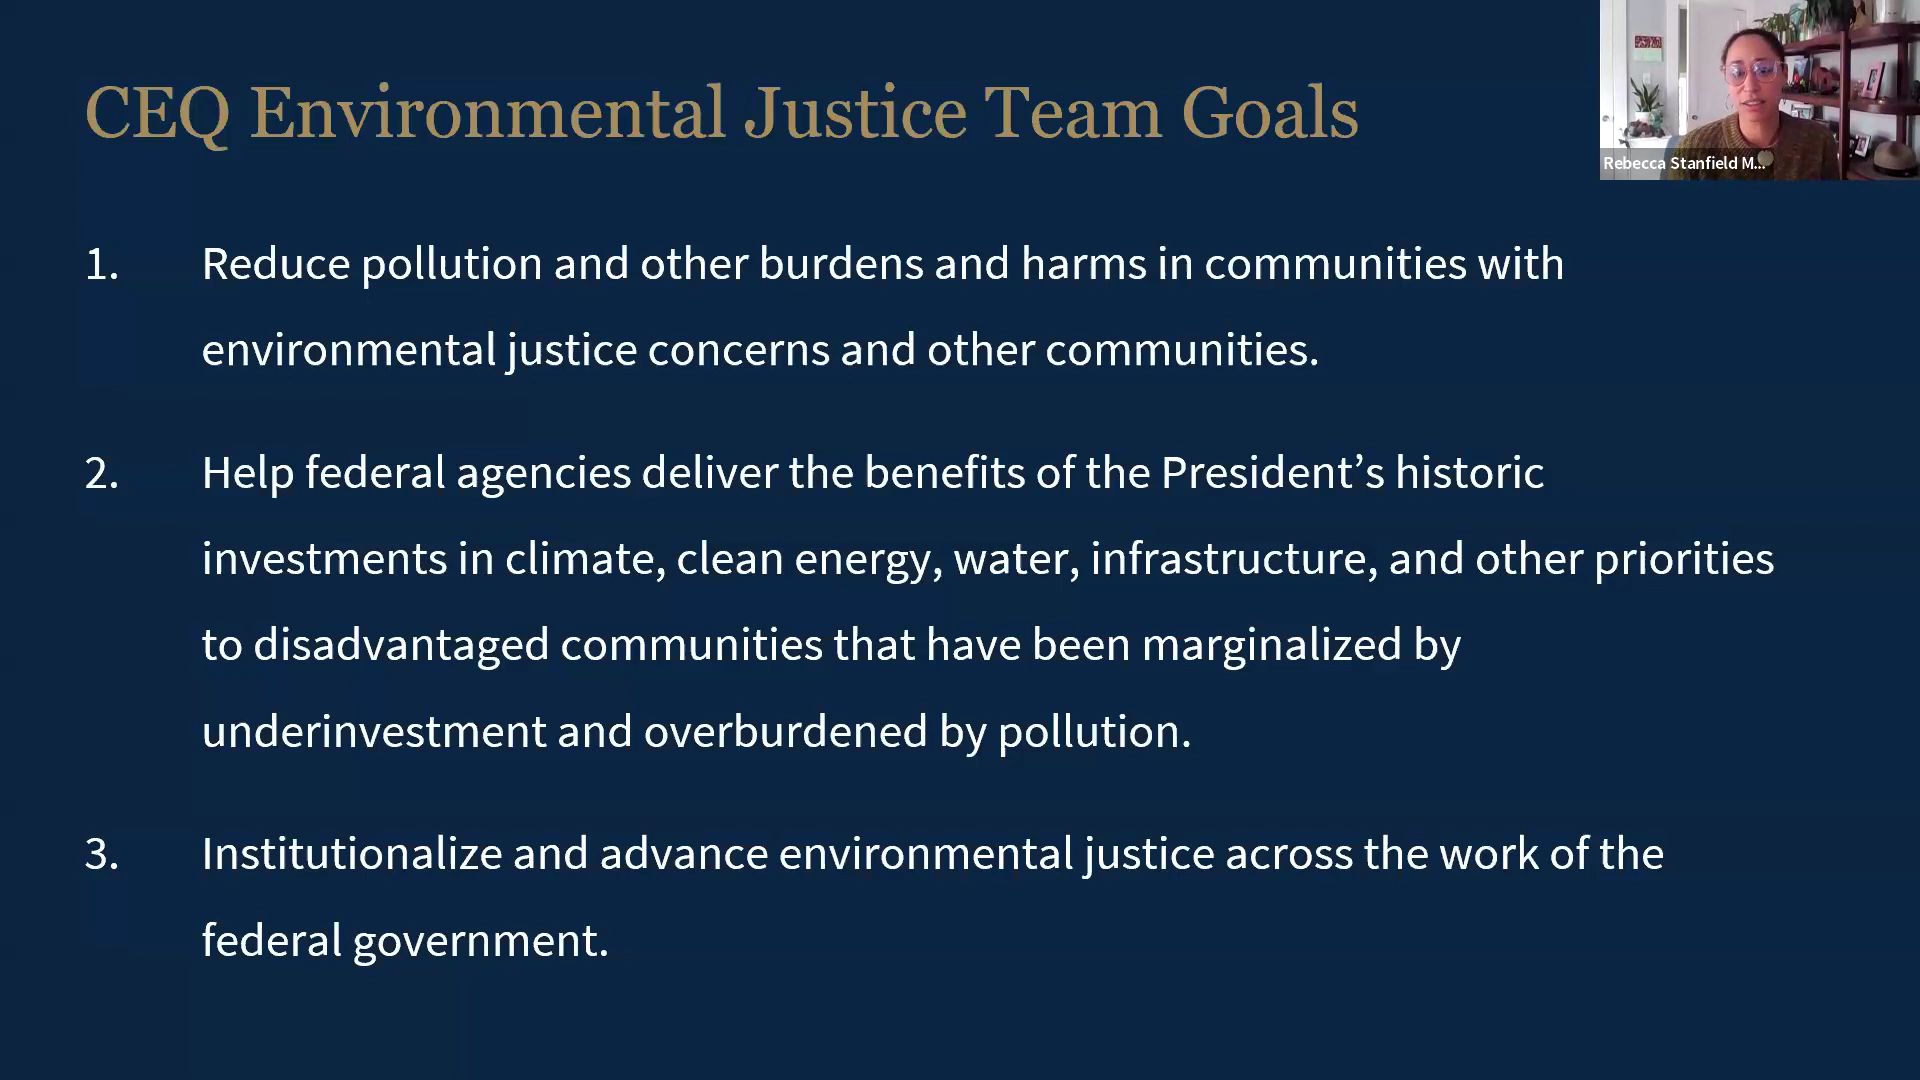 CEQ Environmental Justice Team Goals
Rebecca Stanfield M...
1. Reduce pollution and other burdens and harms in communities with
environmental justice concerns and other communities.
2. Help federal agencies deliver the benefits of the President’s historic
investments in climate, clean energy, water, infrastructure, and other priorities
to disadvantaged communities that have been marginalized by
underinvestment and overburdened by pollution.
3. Institutionalize and advance environmental justice across the work of the
federal government.